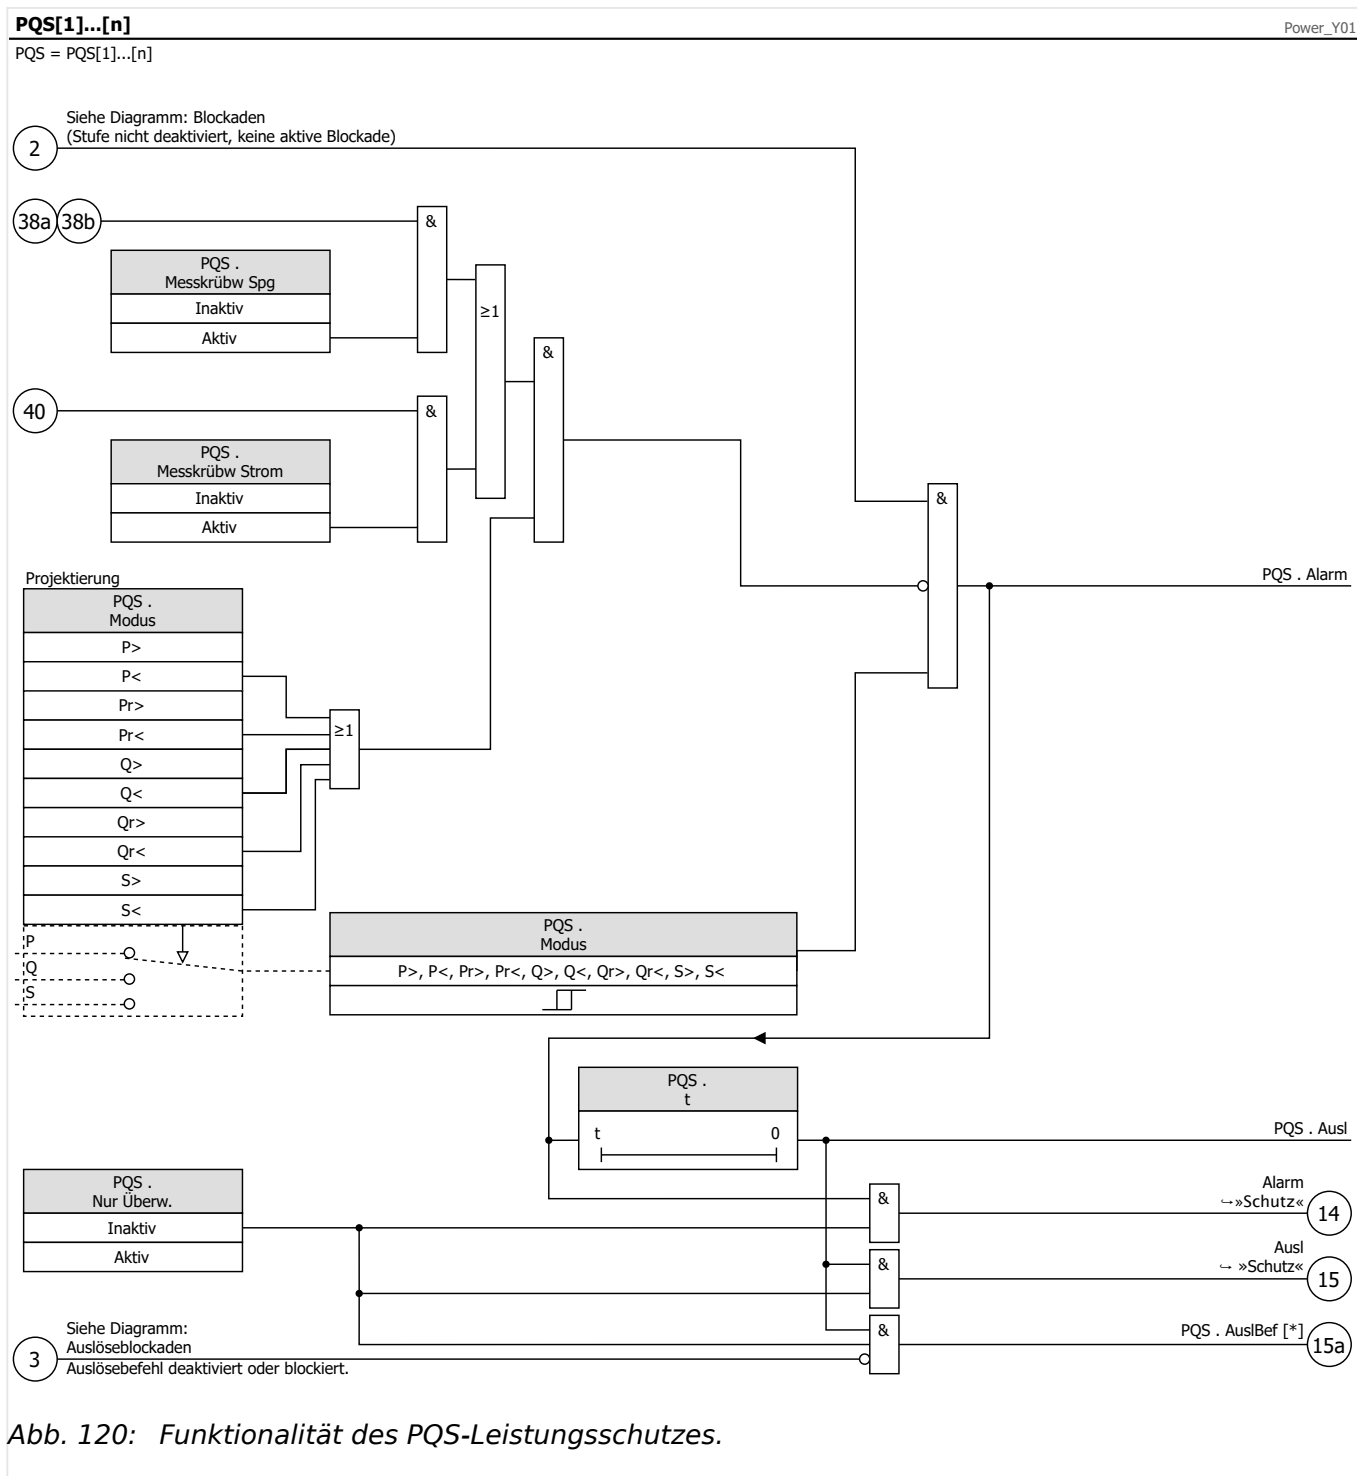 PQS[1]...[n]
Power_Y01
PQS = PQS[1]...[n]
Siehe Diagramm: Blockaden
(Stufe nicht deaktiviert, keine aktive Blockade)
2
38a 38b
&
PQS .
Messkrübw Spg
Inaktiv
Aktiv
≥1
&
40
&
PQS .
Messkrübw Strom
Inaktiv
Aktiv
&
PQS . Alarm
Projektierung
PQS .
Modus
P>
P<
Pr>
Pr<
Q>
Q<
Qr>
Qr<
S>
S<
≥1
P
Q
S
PQS .
Modus
P>, P<, Pr>, Pr<, Q>, Q<, Qr>, Qr<, S>, S<
PQS .
t
t 0
PQS . Ausl
PQS .
Nur Überw.
Inaktiv
Aktiv
&
Alarm
↪»Schutz«
14
&
Ausl
↪ »Schutz«
15
Siehe Diagramm:
Auslöseblockaden
Auslösebefehl deaktiviert oder blockiert.
3
&
PQS . AuslBef [*]
15a
Abb. 120: Funktionalität des PQS-Leistungsschutzes.